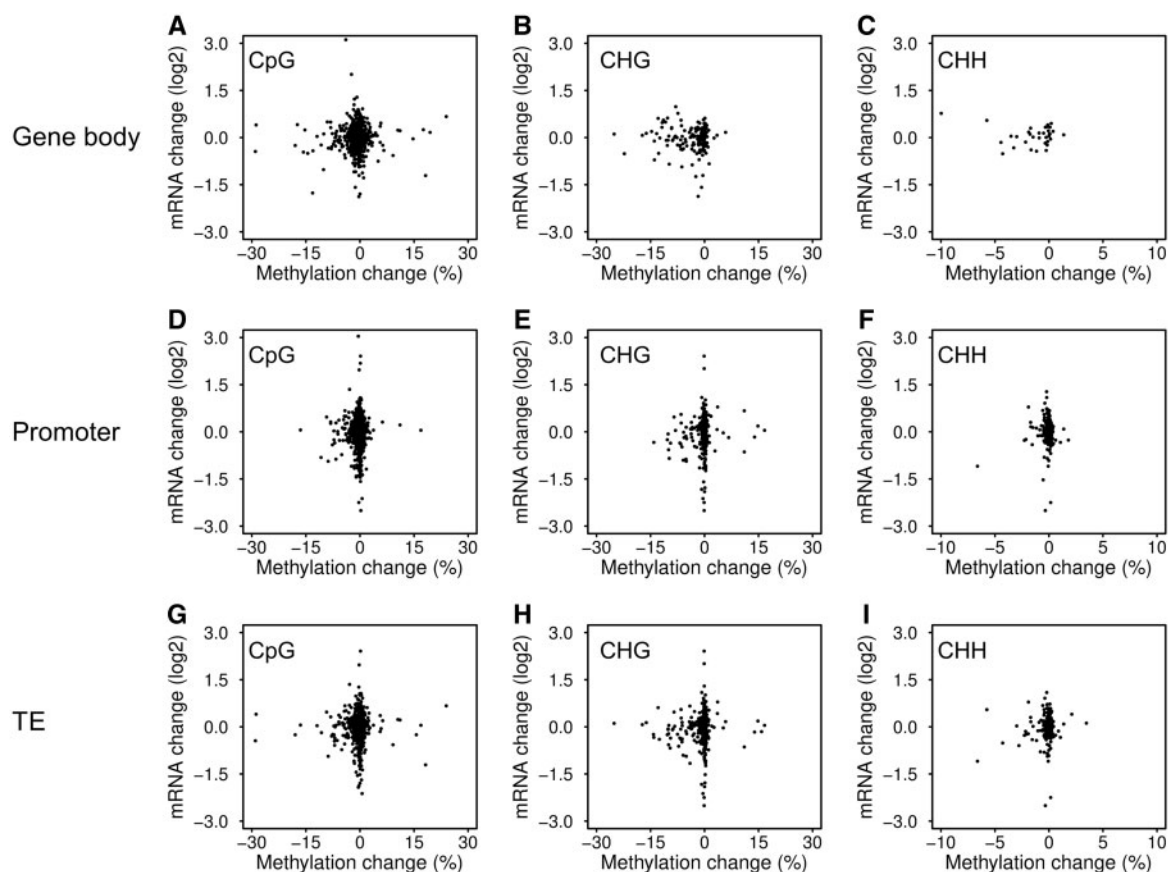 A B C
CpG CHG CHH
Gene body
mRNA change (log2) mRNA change (log2) mRNA change (log2)
3.0 3.0 3.0
1.5 1.5 1.5
0.0 0.0 0.0
−1.5 −1.5 −1.5
−3.0 −3.0 −3.0
−30 −15 0 15 30 −30 −15 0 15 30 −10 −5 0 5 10
Methylation change (%) Methylation change (%) Methylation change (%)
D E F
CpG CHG CHH
Promoter
mRNA change (log2) mRNA change (log2) mRNA change (log2)
3.0 3.0 3.0
1.5 1.5 1.5
0.0 0.0 0.0
−1.5 −1.5 −1.5
−3.0 −3.0 −3.0
−30 −15 0 15 30 −30 −15 0 15 30 −10 −5 0 5 10
Methylation change (%) Methylation change (%) Methylation change (%)
G H I
CpG CHG CHH
TE
mRNA change (log2) mRNA change (log2) mRNA change (log2)
3.0 3.0 3.0
1.5 1.5 1.5
0.0 0.0 0.0
−1.5 −1.5 −1.5
−3.0 −3.0 −3.0
−30 −15 0 15 30 −30 −15 0 15 30 −10 −5 0 5 10
Methylation change (%) Methylation change (%) Methylation change (%)